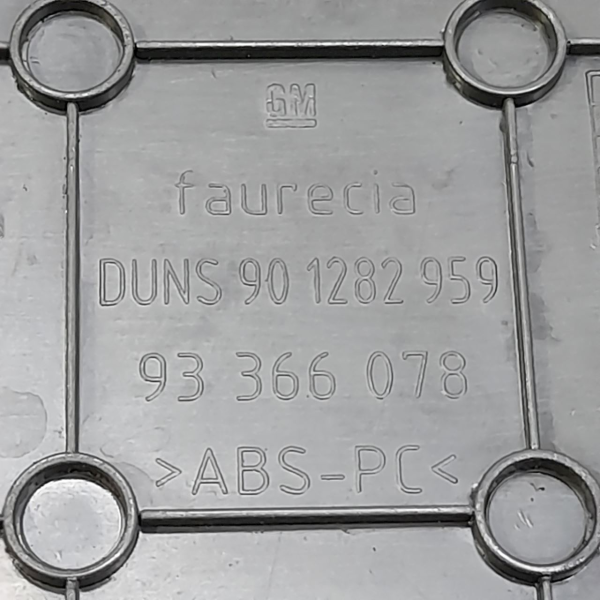 GM
faurecia
DUNS 90 1282 959
93 366 078
>ABS-PC<